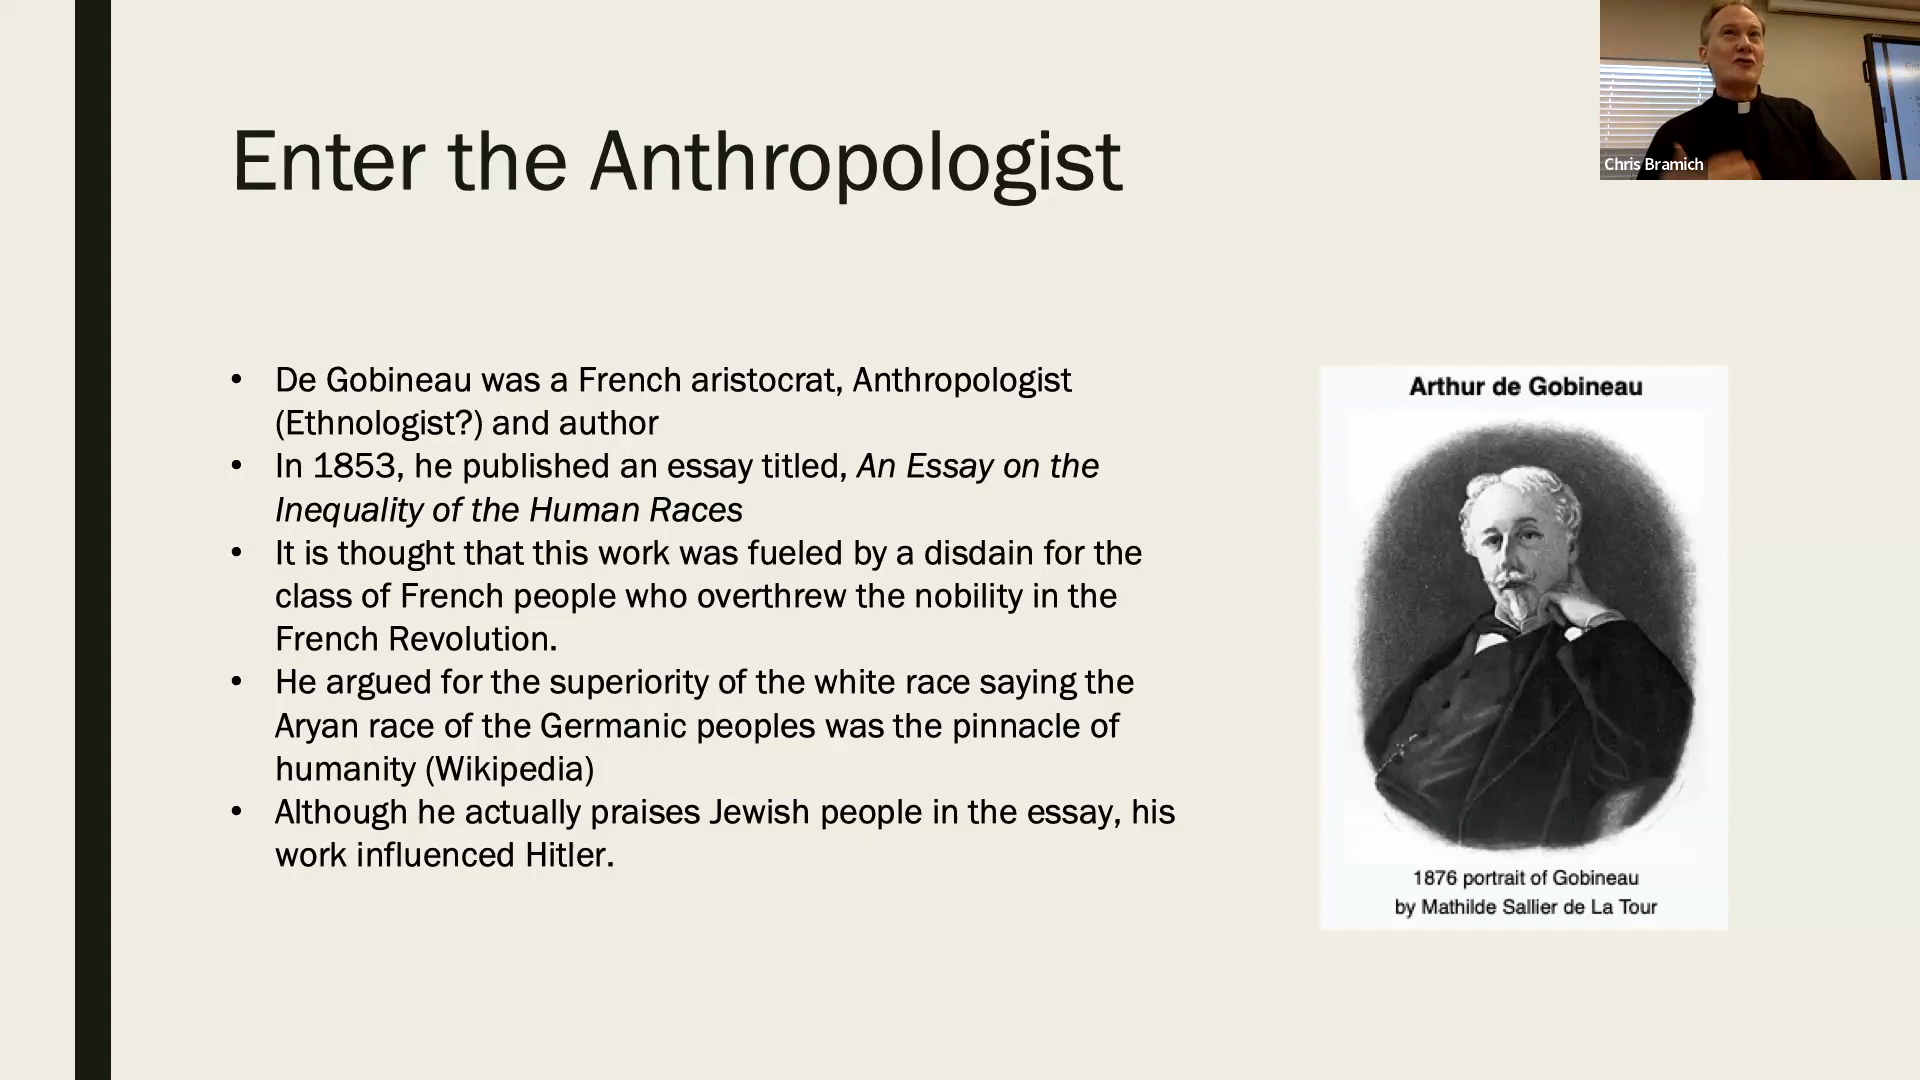 Enter the Anthropologist
Chris Bramich
• De Gobineau was a French aristocrat, Anthropologist
(Ethnologist?) and author
• In 1853, he published an essay titled, An Essay on the
Inequality of the Human Races
• It is thought that this work was fueled by a disdain for the
class of French people who overthrew the nobility in the
French Revolution.
• He argued for the superiority of the white race saying the
Aryan race of the Germanic peoples was the pinnacle of
humanity (Wikipedia)
• Although he actually praises Jewish people in the essay, his
work influenced Hitler.
Arthur de Gobineau
1876 portrait of Gobineau
by Mathilde Sallier de La Tour